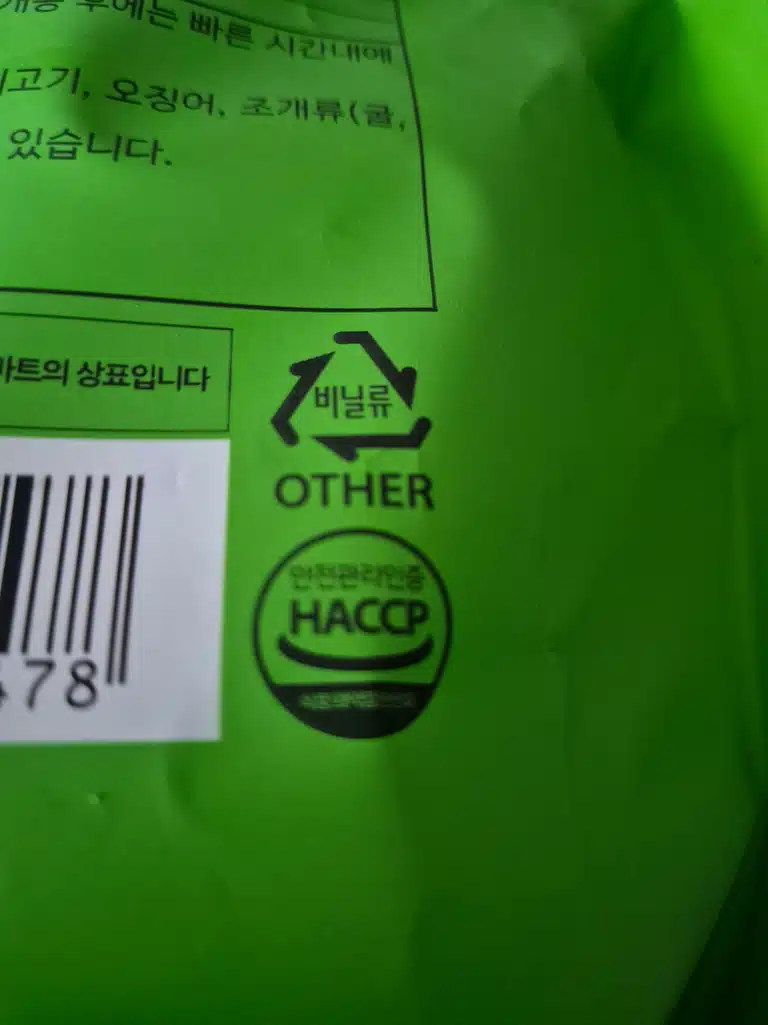 후에는 빠른 시간내에
고기, 오징어, 조개류(굴,
있습니다.
마트의 상표입니다
비닐류
OTHER
안전관리인증
HACCP
478